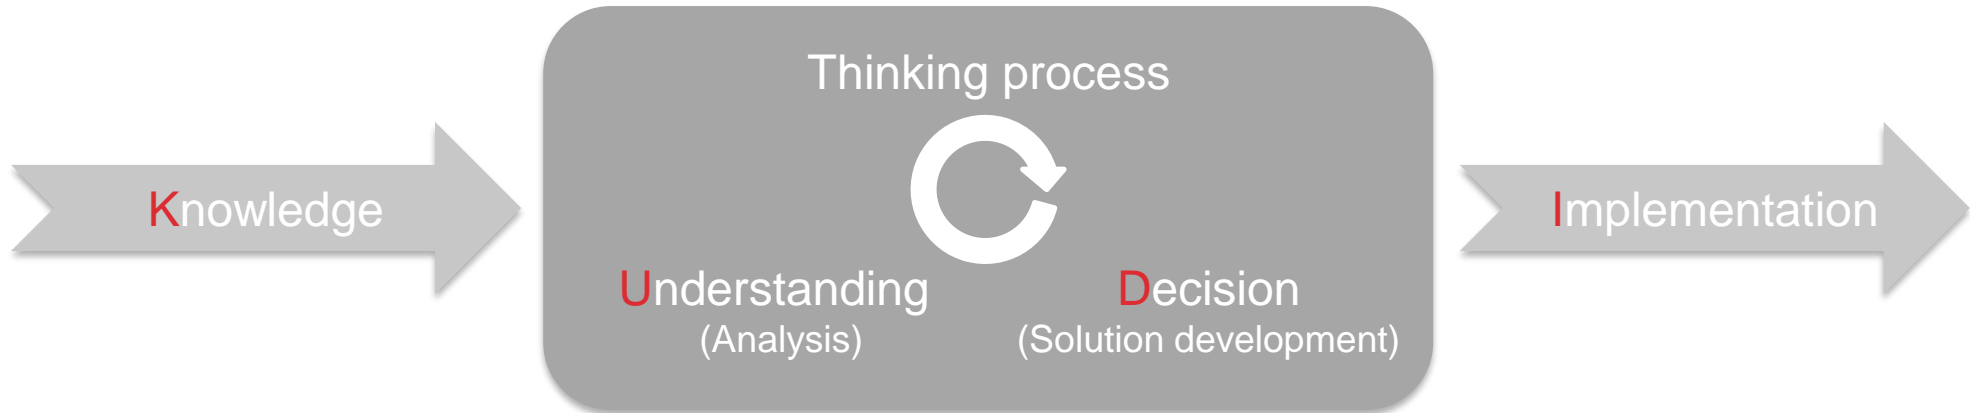 Thinking process
Knowledge
Implementation
Understanding
(Analysis)
Decision
(Solution development)